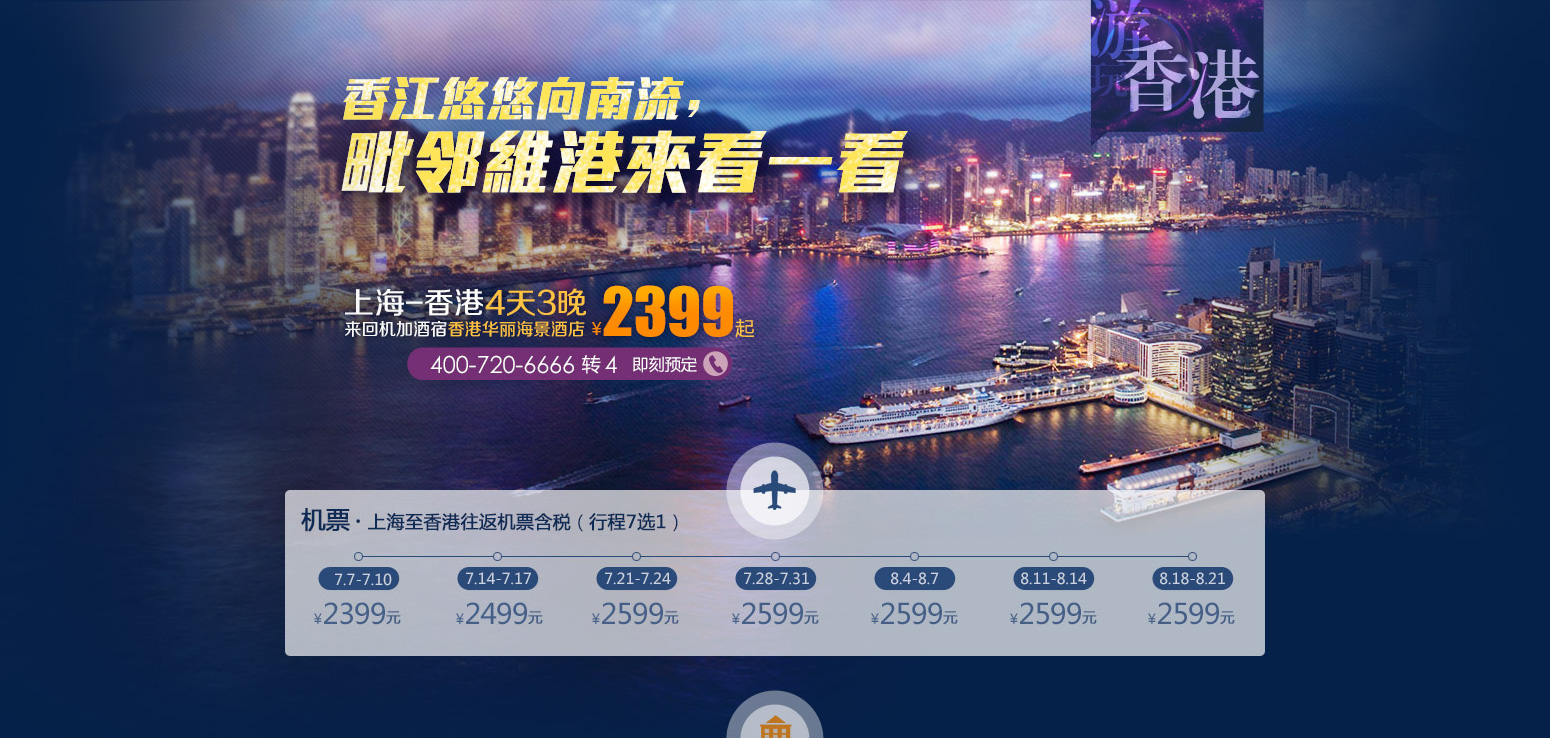 游玩
香港
香江悠悠向南流，
毗邻維港來看一看
上海-香港4天3晚
来回机加酒宿香港华丽海景酒店 ¥2399起
400-720-6666 转 4 即刻预定
机票·上海至香港往返机票含税（行程7选1）
7.7-7.10 7.14-7.17 7.21-7.24 7.28-7.31 8.4-8.7 8.11-8.14 8.18-8.21
¥2399元 ¥2499元 ¥2599元 ¥2599元 ¥2599元 ¥2599元 ¥2599元